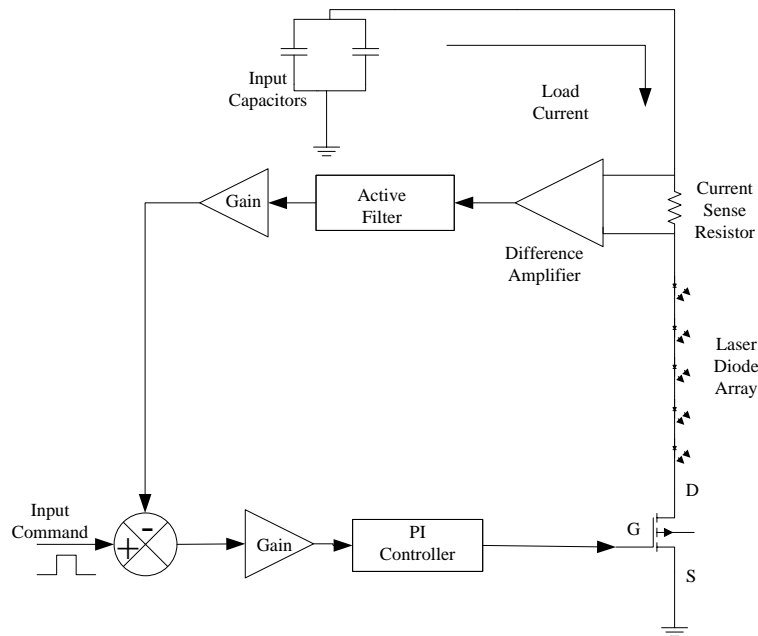 Input
Capacitors
Load
Current
Gain
Active
Filter
Difference
Amplifier
Current
Sense
Resistor
Laser
Diode
Array
D
G
S
Input
Command
-
+
Gain
PI
Controller